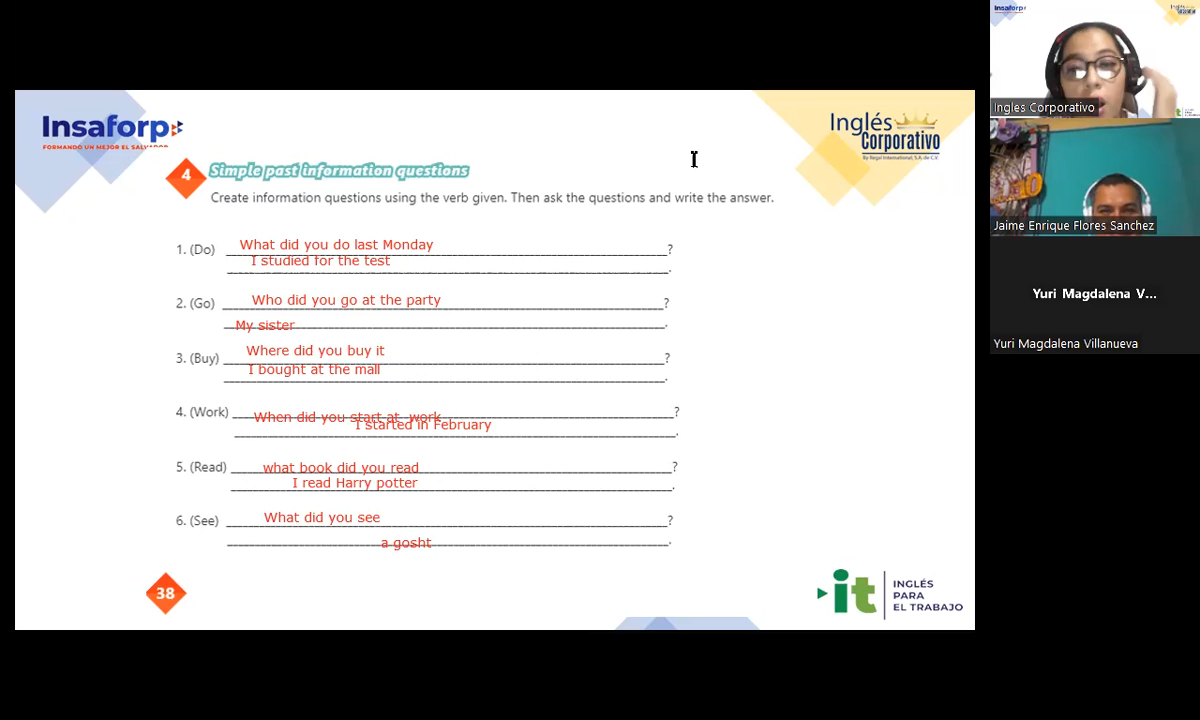 Insaforp
FORMANDO UN MEJOR EL SALVADOR
Inglés
Corporativo
By Regal International, S.A. de C.V.
4
Simple past information questions
Create information questions using the verb given. Then ask the questions and write the answer.
1. (Do) What did you do last Monday ?
I studied for the test .
2. (Go) Who did you go at the party ?
My sister .
3. (Buy) Where did you buy it ?
I bought at the mall .
4. (Work) When did you start at work ?
I started in February .
5. (Read) what book did you read ?
I read Harry potter .
6. (See) What did you see ?
a gosht .
38
it
INGLÉS
PARA
EL TRABAJO
Insaforp
Ingles Corporativo
Jaime Enrique Flores Sanchez
Yuri Magdalena V...
Yuri Magdalena Villanueva